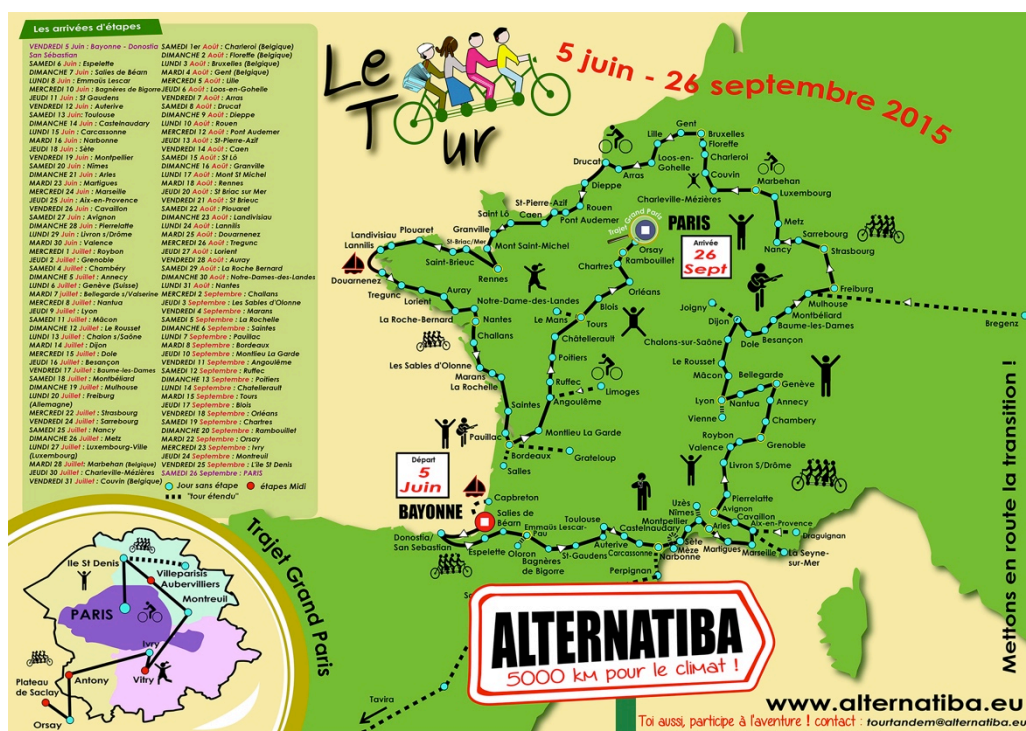 Les arrivées d'étapes
VENDREDI 5 Juin : Bayonne - Donostia
San Sébastian
SAMEDI 6 Juin : Espelette
DIMANCHE 7 Juin : Salies de Béarn
LUNDI 8 Juin : Emmaüs Lescar
MERCREDI 10 Juin : Bagnères de Bigorre
JEUDI 11 Juin : St Gaudens
VENDREDI 12 Juin : Auterive
SAMEDI 13 Juin : Toulouse
DIMANCHE 14 Juin : Castelnaudary
LUNDI 15 Juin : Carcassonne
MARDI 16 Juin : Narbonne
JEUDI 18 Juin : Sète
VENDREDI 19 Juin : Montpellier
SAMEDI 20 Juin : Nîmes
DIMANCHE 21 Juin : Arles
MARDI 23 Juin : Martigues
MERCREDI 24 Juin : Marseille
JEUDI 25 Juin : Aix-en-Provence
VENDREDI 26 Juin : Cavaillon
SAMEDI 27 Juin : Avignon
DIMANCHE 28 Juin : Pierrelatte
LUNDI 29 Juin : Livron s/Drôme
MARDI 30 Juin : Valence
MERCREDI 1 Juillet : Roybon
JEUDI 2 Juillet : Grenoble
SAMEDI 4 Juillet : Chambéry
DIMANCHE 5 Juillet : Annecy
LUNDI 6 Juillet : Genève (Suisse)
MARDI 7 Juillet : Bellegarde s/Valserine
MERCREDI 8 Juillet : Nantua
JEUDI 9 Juillet : Lyon
SAMEDI 11 Juillet : Mâcon
DIMANCHE 12 Juillet : Le Rousset
LUNDI 13 Juillet : Chalon s/Saône
MARDI 14 Juillet : Dijon
MERCREDI 15 Juillet : Dole
JEUDI 16 Juillet : Besançon
VENDREDI 17 Juillet : Baume-les-Dames
SAMEDI 18 Juillet : Montbéliard
DIMANCHE 19 Juillet : Mulhouse
LUNDI 20 Juillet : Freiburg
(Allemagne)
MERCREDI 22 Juillet : Strasbourg
VENDREDI 24 Juillet : Sarrebourg
SAMEDI 25 Juillet : Nancy
DIMANCHE 26 Juillet : Metz
LUNDI 27 Juillet : Luxembourg-Ville
(Luxembourg)
MARDI 28 Juillet : Marbehan (Belgique)
JEUDI 30 Juillet : Charleville-Mézières
VENDREDI 31 Juillet : Couvin (Belgique)
SAMEDI 1er Août : Charleroi (Belgique)
DIMANCHE 2 Août : Floreffe (Belgique)
LUNDI 3 Août : Bruxelles (Belgique)
MARDI 4 Août : Gent (Belgique)
MERCREDI 5 Août : Lille
JEUDI 6 Août : Loos-en-Gohelle
VENDREDI 7 Août : Arras
SAMEDI 8 Août : Drucat
DIMANCHE 9 Août : Dieppe
LUNDI 10 Août : Rouen
MERCREDI 12 Août : Pont Audemer
JEUDI 13 Août : St-Pierre-Azif
VENDREDI 14 Août : Caen
SAMEDI 15 Août : St Lô
DIMANCHE 16 Août : Granville
LUNDI 17 Août : Mont St Michel
MARDI 18 Août : Rennes
JEUDI 20 Août : St Briac sur Mer
VENDREDI 21 Août : St Brieuc
SAMEDI 22 Août : Plouaret
DIMANCHE 23 Août : Landivisiau
LUNDI 24 Août : Lannilis
MARDI 25 Août : Douarnenez
MERCREDI 26 Août : Tregunc
JEUDI 27 Août : Lorient
VENDREDI 28 Août : Auray
SAMEDI 29 Août : La Roche Bernard
DIMANCHE 30 Août : Notre-Dames-des-Landes
LUNDI 31 Août : Nantes
MERCREDI 2 Septembre : Challans
JEUDI 3 Septembre : Les Sables d'Olonne
VENDREDI 4 Septembre : Marans
SAMEDI 5 Septembre : La Rochelle
DIMANCHE 6 Septembre : Saintes
LUNDI 7 Septembre : Pauillac
MARDI 8 Septembre : Bordeaux
JEUDI 10 Septembre : Montlieu La Garde
VENDREDI 11 Septembre : Angoulême
SAMEDI 12 Septembre : Ruffec
DIMANCHE 13 Septembre : Poitiers
LUNDI 14 Septembre : Chatellerault
MARDI 15 Septembre : Tours
JEUDI 17 Septembre : Blois
VENDREDI 18 Septembre : Orléans
SAMEDI 19 Septembre : Chartres
DIMANCHE 20 Septembre : Rambouillet
MARDI 22 Septembre : Orsay
MERCREDI 23 Septembre : Ivry
JEUDI 24 Septembre : Montreuil
VENDREDI 25 Septembre : L'île St Denis
SAMEDI 26 Septembre : PARIS
Jour sans étape
étapes Midi
"tour étendu"
Le
Tour
5 juin - 26 septembre 2015
Gent
Lille
Bruxelles
Floreffe
Charleroi
Loos-en-
Gohelle
Drucat
Arras
Couvin
Marbehan
Dieppe
Charleville-Mézières
Luxembourg
St-Pierre-Azif
Rouen
Saint Lô
Caen
Pont Audemer
Trajet Grand Paris
PARIS
Metz
Granville
Orsay
Nancy
Sarrebourg
Landivisiau
Plouaret
Lannilis
St-Briac/Mer
Mont Saint-Michel
Rambouillet
Arrivée
26
Sept
Strasbourg
Saint-Brieuc
Chartres
Rennes
Douarnenez
Orléans
Freiburg
Tregunc
Auray
Notre-Dame-des-Landes
Blois
Mulhouse
Lorient
Joigny
Montbéliard
La Roche-Bernard
Nantes
Le Mans
Tours
Dijon
Baume-les-Dames
Bregenz
Challans
Châtellerault
Chalons-sur-Saône
Dole
Besançon
Poitiers
Le Rousset
Les Sables d'Olonne
Mâcon
Bellegarde
Marans
La Rochelle
Ruffec
Limoges
Genève
Lyon
Nantua
Annecy
Saintes
Angoulême
Vienne
Chambery
Pauillac
Montlieu La Garde
Roybon
Valence
Grenoble
Bordeaux
Grateloup
Salles
Livron S/Drôme
Départ
5
Juin
Capbreton
BAYONNE
Salies de
Béarn
Pierrelatte
Uzès
Nîmes
Avignon
Cavaillon
Emmaüs Lescar-
Pau
Toulouse
Castelnaudary
Montpellier
Arles
Aix-en-Provence
Donostia/
San Sebastian
Espelette
Oloron
Auterive
Draguignan
Bagnères
de Bigorre
St-Gaudens
Carcassonne
Narbonne
Sète
Mèze
Martigues
Marseille
La Seyne-
sur-Mer
Perpignan
Tavira
Trajet Grand Paris
Ile St Denis
Villeparisis
Aubervilliers
PARIS
Montreuil
Ivry
Vitry
Antony
Plateau
de Saclay
Orsay
ALTERNATIBA
5000 km pour le climat !
Mettons en route la transition !
www.alternatiba.eu
Toi aussi, participe à l'aventure ! contact : tourtandem@alternatiba.eu